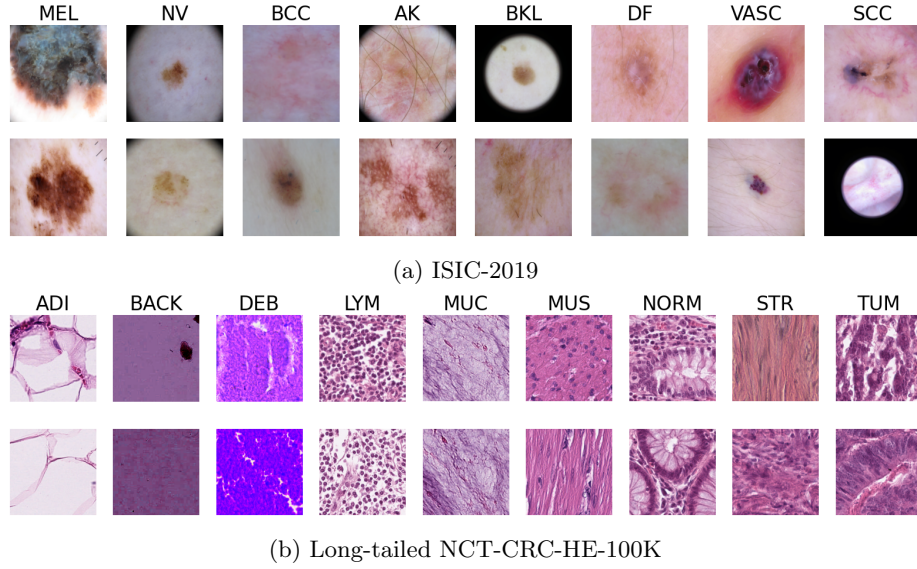 MEL NV BCC AK BKL DF VASC SCC
(a) ISIC-2019
ADI BACK DEB LYM MUC MUS NORM STR TUM
(b) Long-tailed NCT-CRC-HE-100K